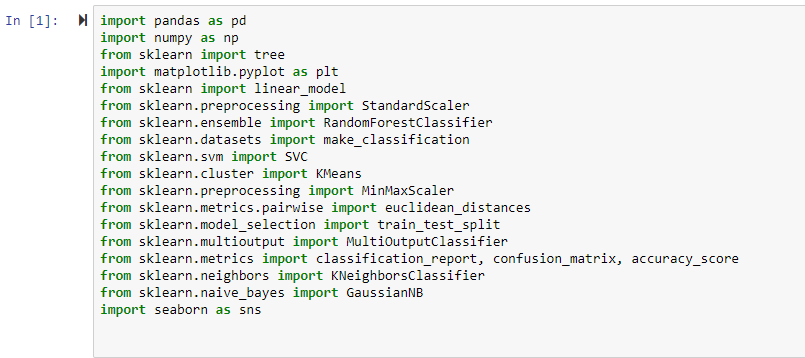 In [1]:
import pandas as pd
import numpy as np
from sklearn import tree
import matplotlib.pyplot as plt
from sklearn import linear_model
from sklearn.preprocessing import StandardScaler
from sklearn.ensemble import RandomForestClassifier
from sklearn.datasets import make_classification
from sklearn.svm import SVC
from sklearn.cluster import KMeans
from sklearn.preprocessing import MinMaxScaler
from sklearn.metrics.pairwise import euclidean_distances
from sklearn.model_selection import train_test_split
from sklearn.multioutput import MultiOutputClassifier
from sklearn.metrics import classification_report, confusion_matrix, accuracy_score
from sklearn.neighbors import KNeighborsClassifier
from sklearn.naive_bayes import GaussianNB
import seaborn as sns